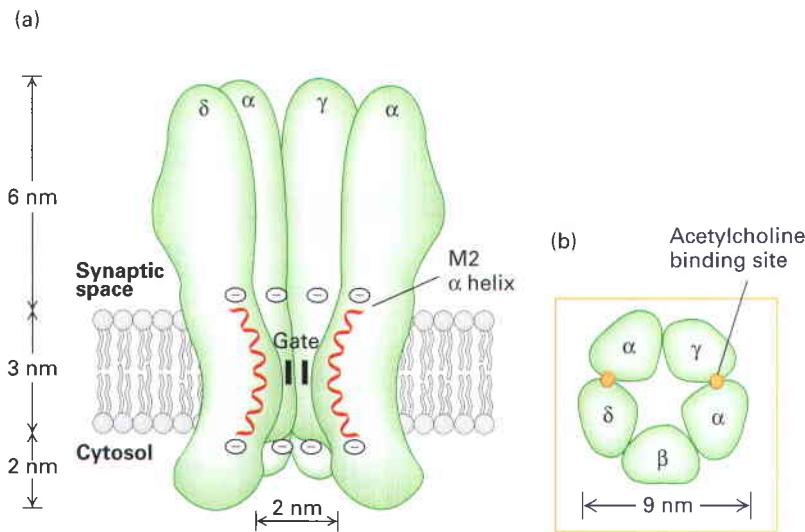 (a)
δ
α
γ
α
6 nm
Synaptic
space
M2
α helix
Gate
3 nm
Cytosol
2 nm
2 nm
− − − −
− − − −
(b)
Acetylcholine
binding site
α
γ
δ
α
β
9 nm